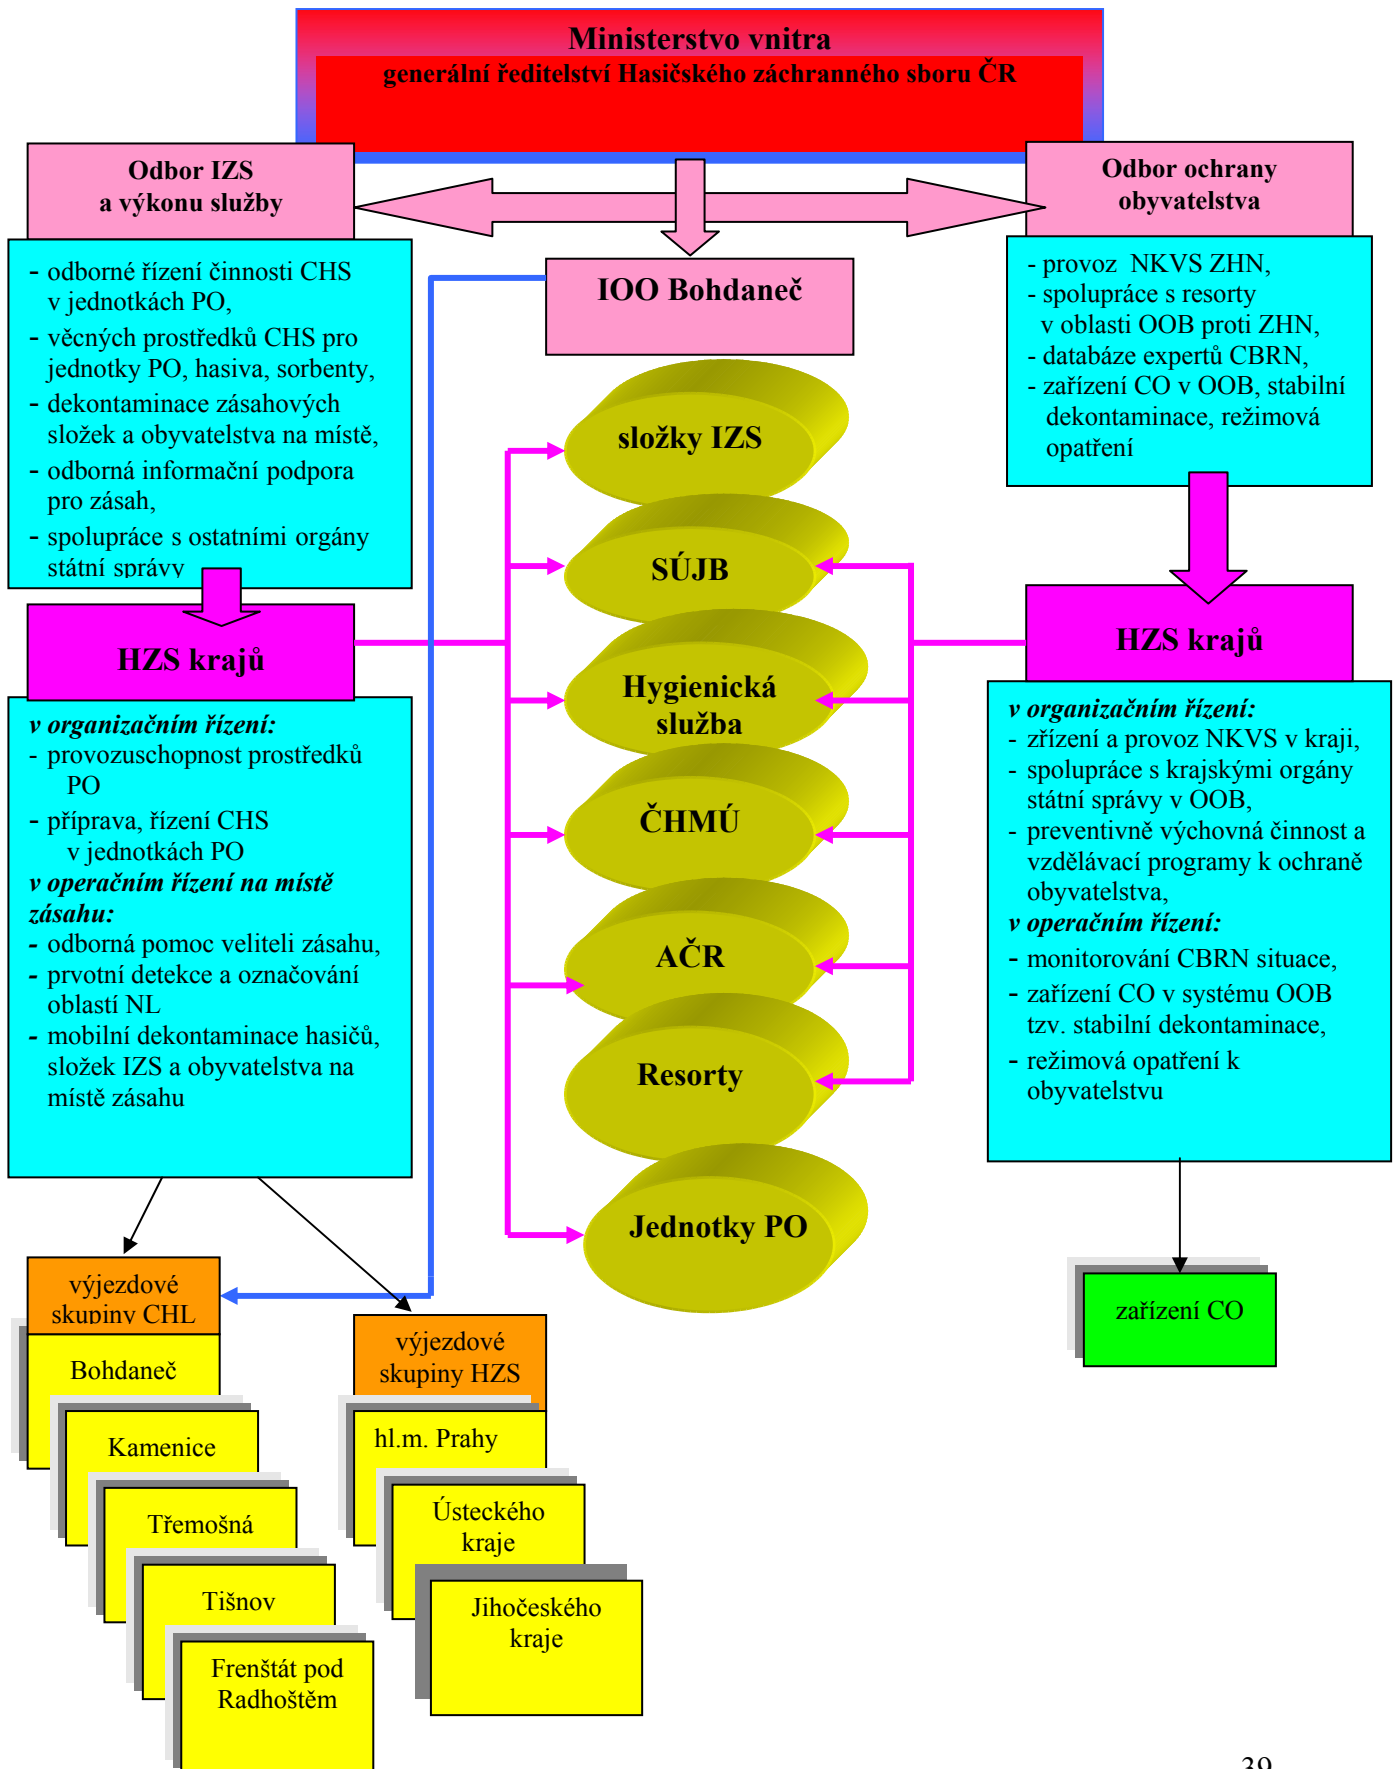 Ministerstvo vnitra
generální ředitelství Hasičského záchranného sboru ČR
Odbor IZS
a výkonu služby
- odborné řízení činnosti CHS
v jednotkách PO,
- věcných prostředků CHS pro
jednotky PO, hasiva, sorbenty,
- dekontaminace zásahových
složek a obyvatelstva na místě,
- odborná informační podpora
pro zásah,
- spolupráce s ostatními orgány
státní správy
Odbor ochrany
obyvatelstva
- provoz  NKVS ZHN,
- spolupráce s resorty
v oblasti OOB proti ZHN,
- databáze expertů CBRN,
- zařízení CO v OOB, stabilní
dekontaminace, režimová
opatření
IOO Bohdaneč
složky IZS
SÚJB
Hygienická
služba
ČHMÚ
AČR
Resorty
Jednotky PO
HZS krajů
v organizačním řízení:
- provozuschopnost prostředků
PO
- příprava, řízení CHS
v jednotkách PO
v operačním řízení na místě
zásahu:
- odborná pomoc veliteli zásahu,
- prvotní detekce a označování
oblastí NL
- mobilní dekontaminace hasičů,
složek IZS a obyvatelstva na
místě zásahu
HZS krajů
v organizačním řízení:
- zřízení a provoz NKVS v kraji,
- spolupráce s krajskými orgány
státní správy v OOB,
- preventivně výchovná činnost a
vzdělávací programy k ochraně
obyvatelstva,
v operačním řízení:
- monitorování CBRN situace,
- zařízení CO v systému OOB
tzv. stabilní dekontaminace,
- režimová opatření k
obyvatelstvu
výjezdové
skupiny CHL
Bohdaneč
Kamenice
Třemošná
Tišnov
Frenštát pod
Radhoštěm
výjezdové
skupiny HZS
hl.m. Prahy
Ústeckého
kraje
Jihočeského
kraje
zařízení CO
39